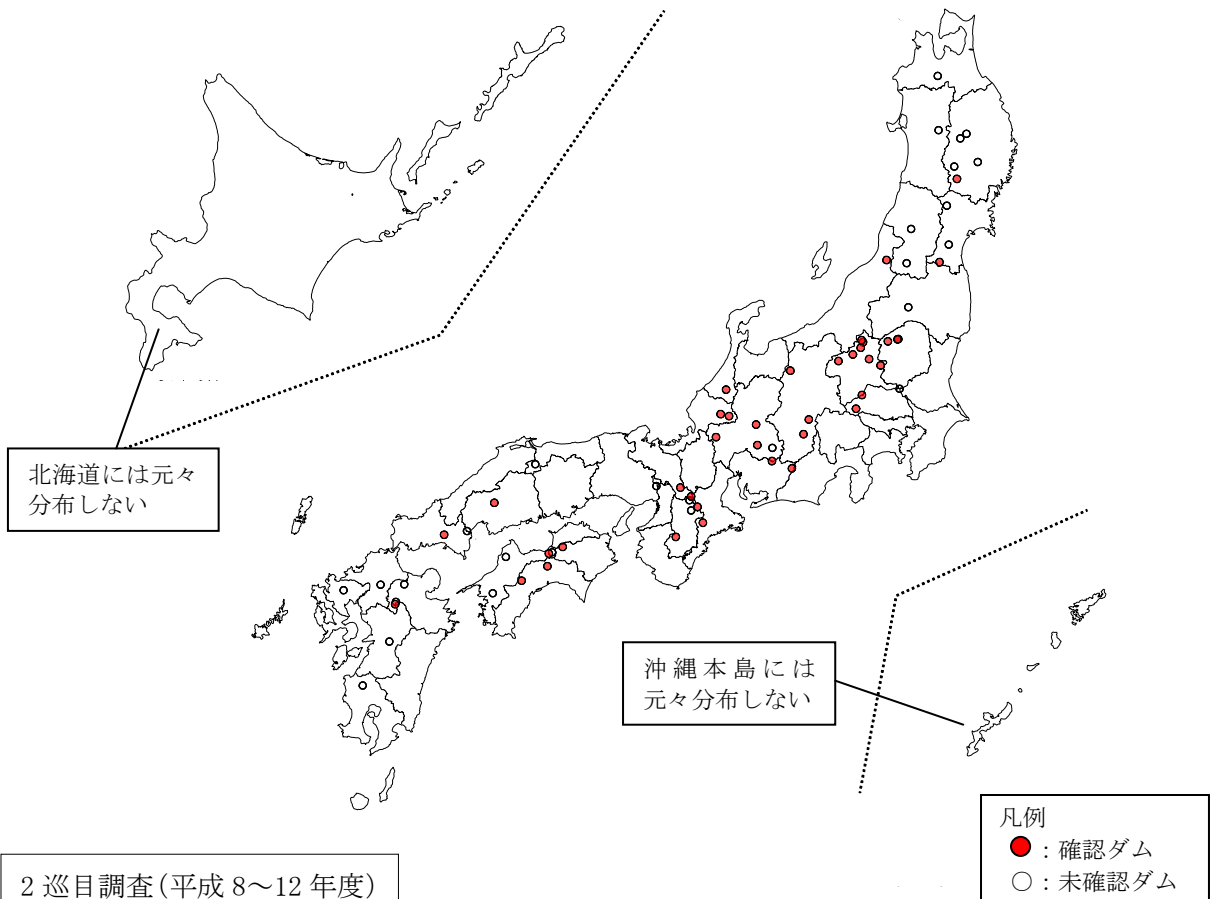 北海道には元々
分布しない
沖縄本島には
元々分布しない
凡例
：確認ダム
：未確認ダム
2巡目調査(平成 8～12 年度)